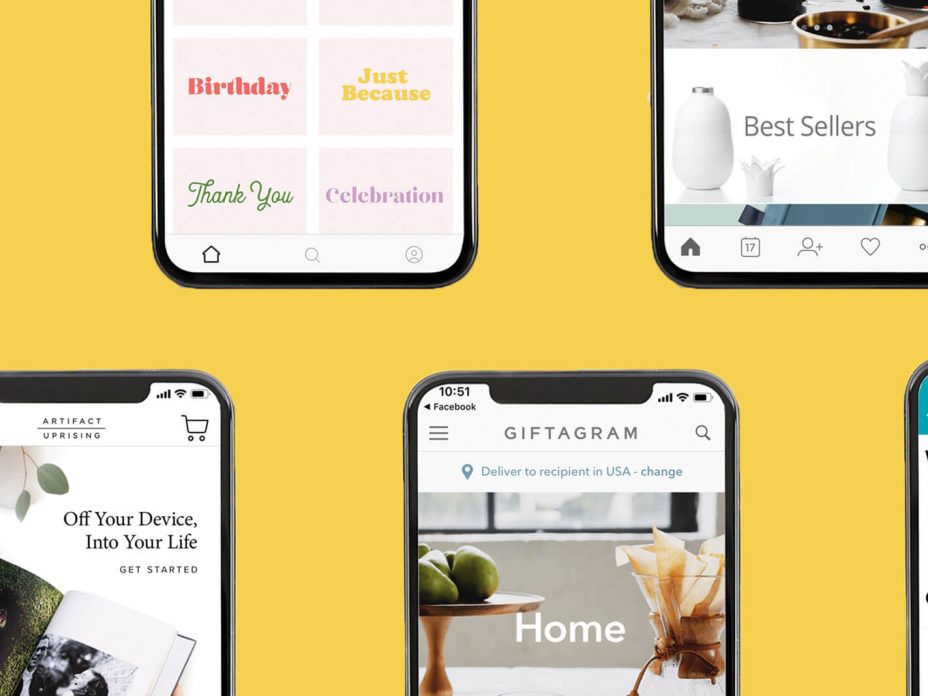 Birthday
Just
Because
Thank You
Celebration
Best Sellers
17
ARTIFACT
UPRISING
Off Your Device,
Into Your Life
GET STARTED
10:51
Facebook
GIFTAGRAM
Deliver to recipient in USA - change
Home